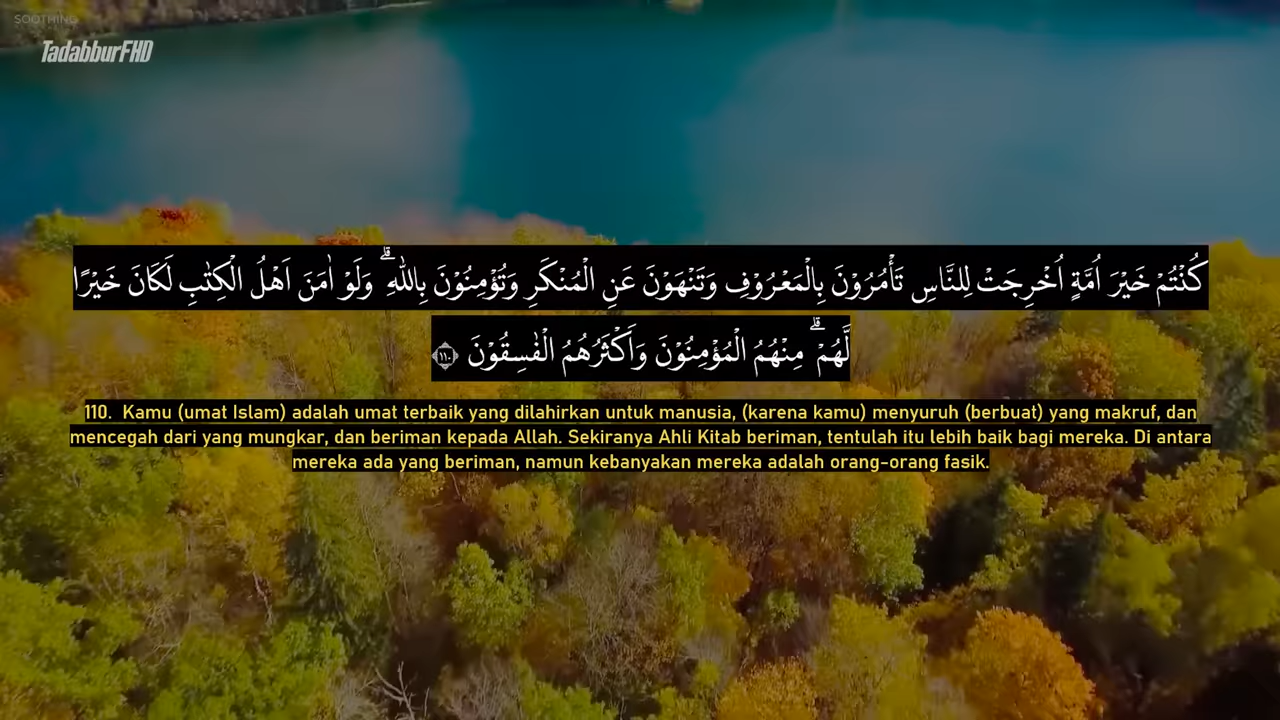 SOOTHING
TadabburFHD
كُنْتُمْ خَيْرَ اُمَّةٍ اُخْرِجَتْ لِلنَّاسِ تَأْمُرُوْنَ بِالْمَعْرُوْفِ وَتَنْهَوْنَ عَنِ الْمُنْكَرِ وَتُؤْمِنُوْنَ بِاللّٰهِ ۗ وَلَوْ اٰمَنَ اَهْلُ الْكِتٰبِ لَكَانَ خَيْرًا
لَّهُمْ ۗ مِنْهُمُ الْمُؤْمِنُوْنَ وَاَكْثَرُهُمُ الْفٰسِقُوْنَ ١١٠
110. Kamu (umat Islam) adalah umat terbaik yang dilahirkan untuk manusia, (karena kamu) menyuruh (berbuat) yang makruf, dan
mencegah dari yang mungkar, dan beriman kepada Allah. Sekiranya Ahli Kitab beriman, tentulah itu lebih baik bagi mereka. Di antara
mereka ada yang beriman, namun kebanyakan mereka adalah orang-orang fasik.